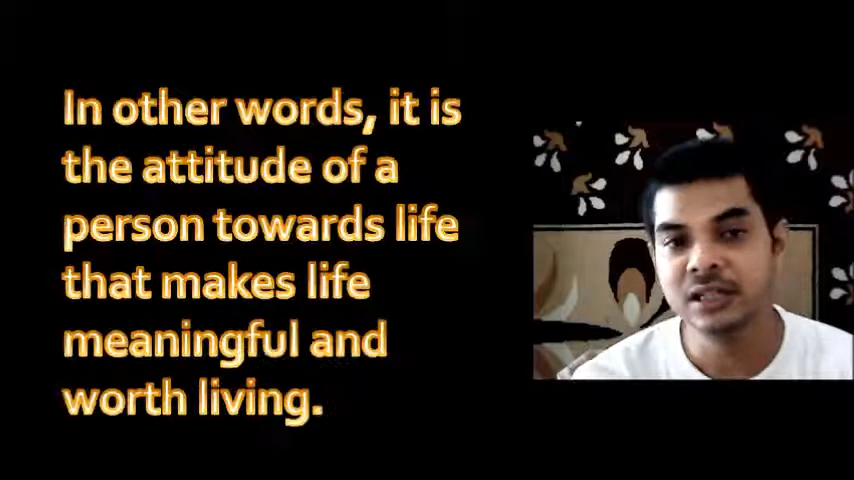 In other words, it is
the attitude of a
person towards life
that makes life
meaningful and
worth living.